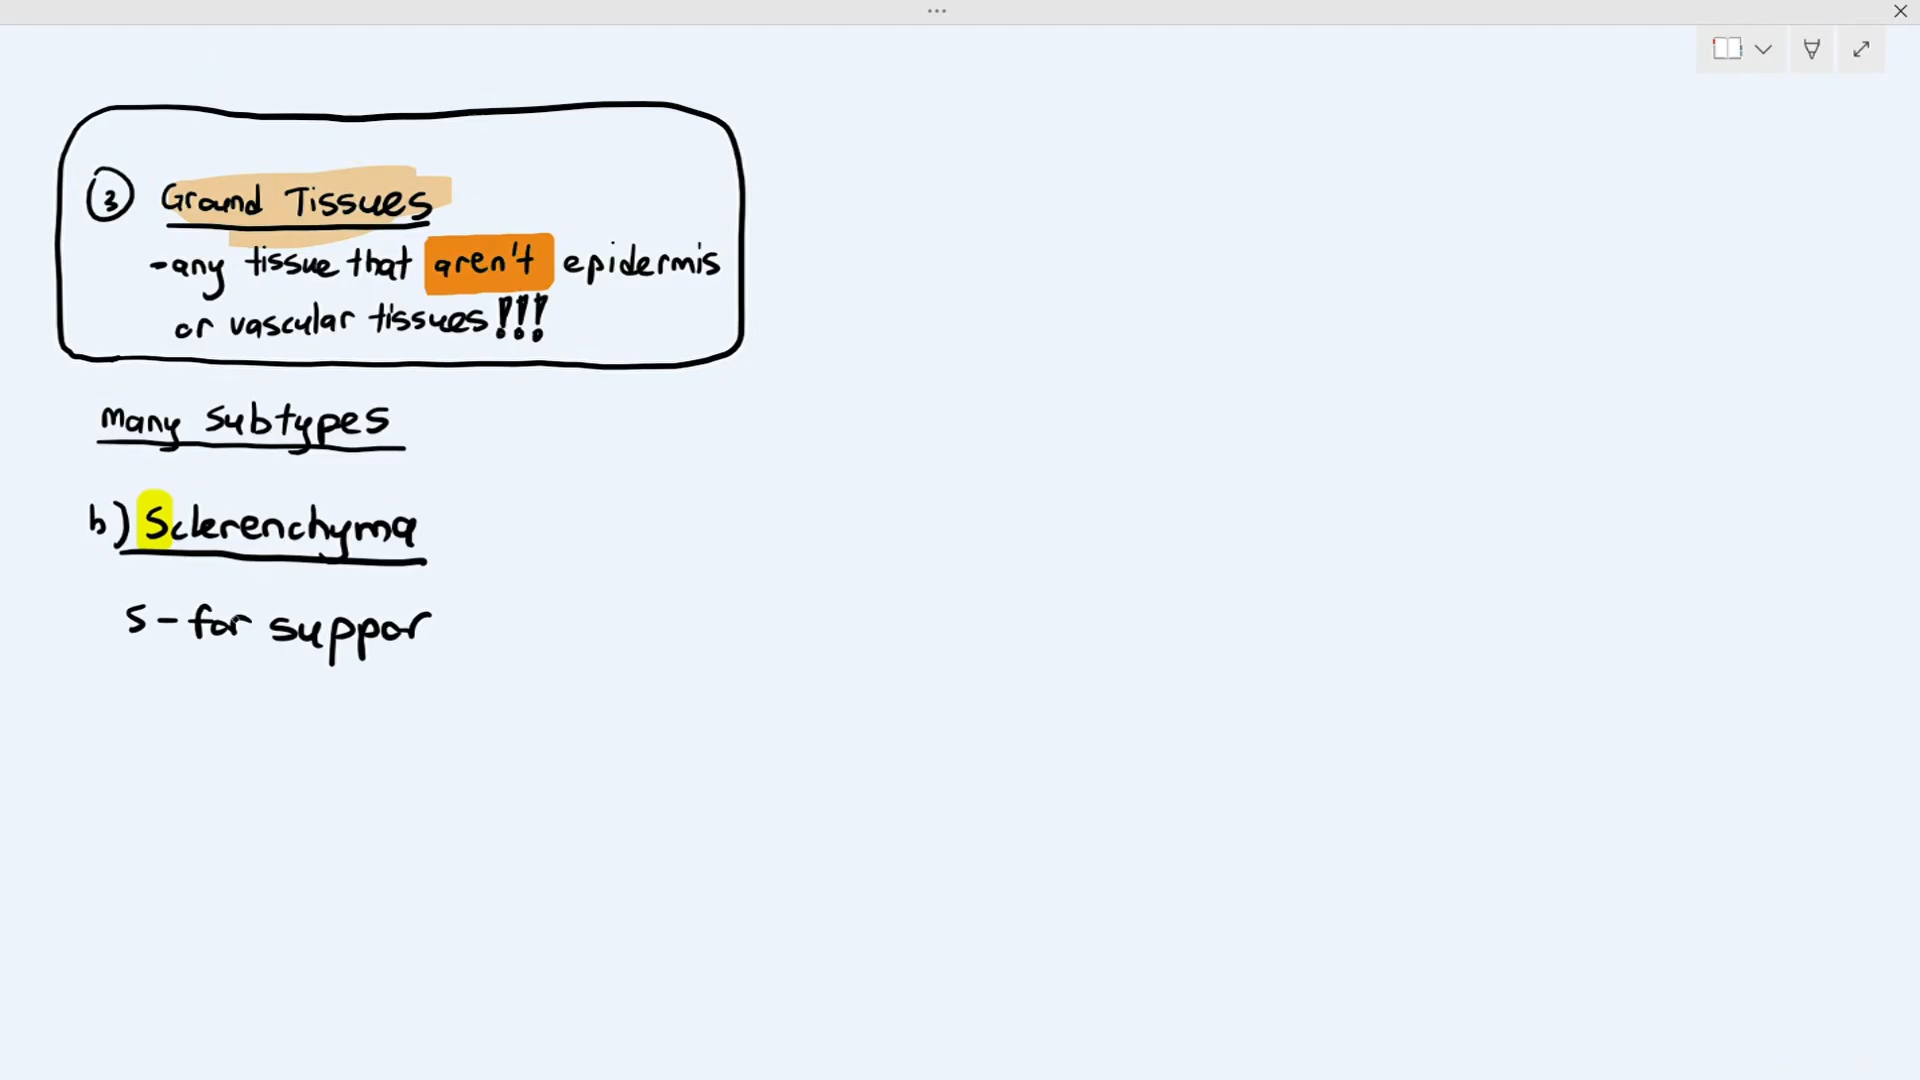 3 Ground Tissues
-any tissue that aren't epidermis
or vascular tissues!!!
Many Subtypes
b) Sclerenchyma
S - for suppor